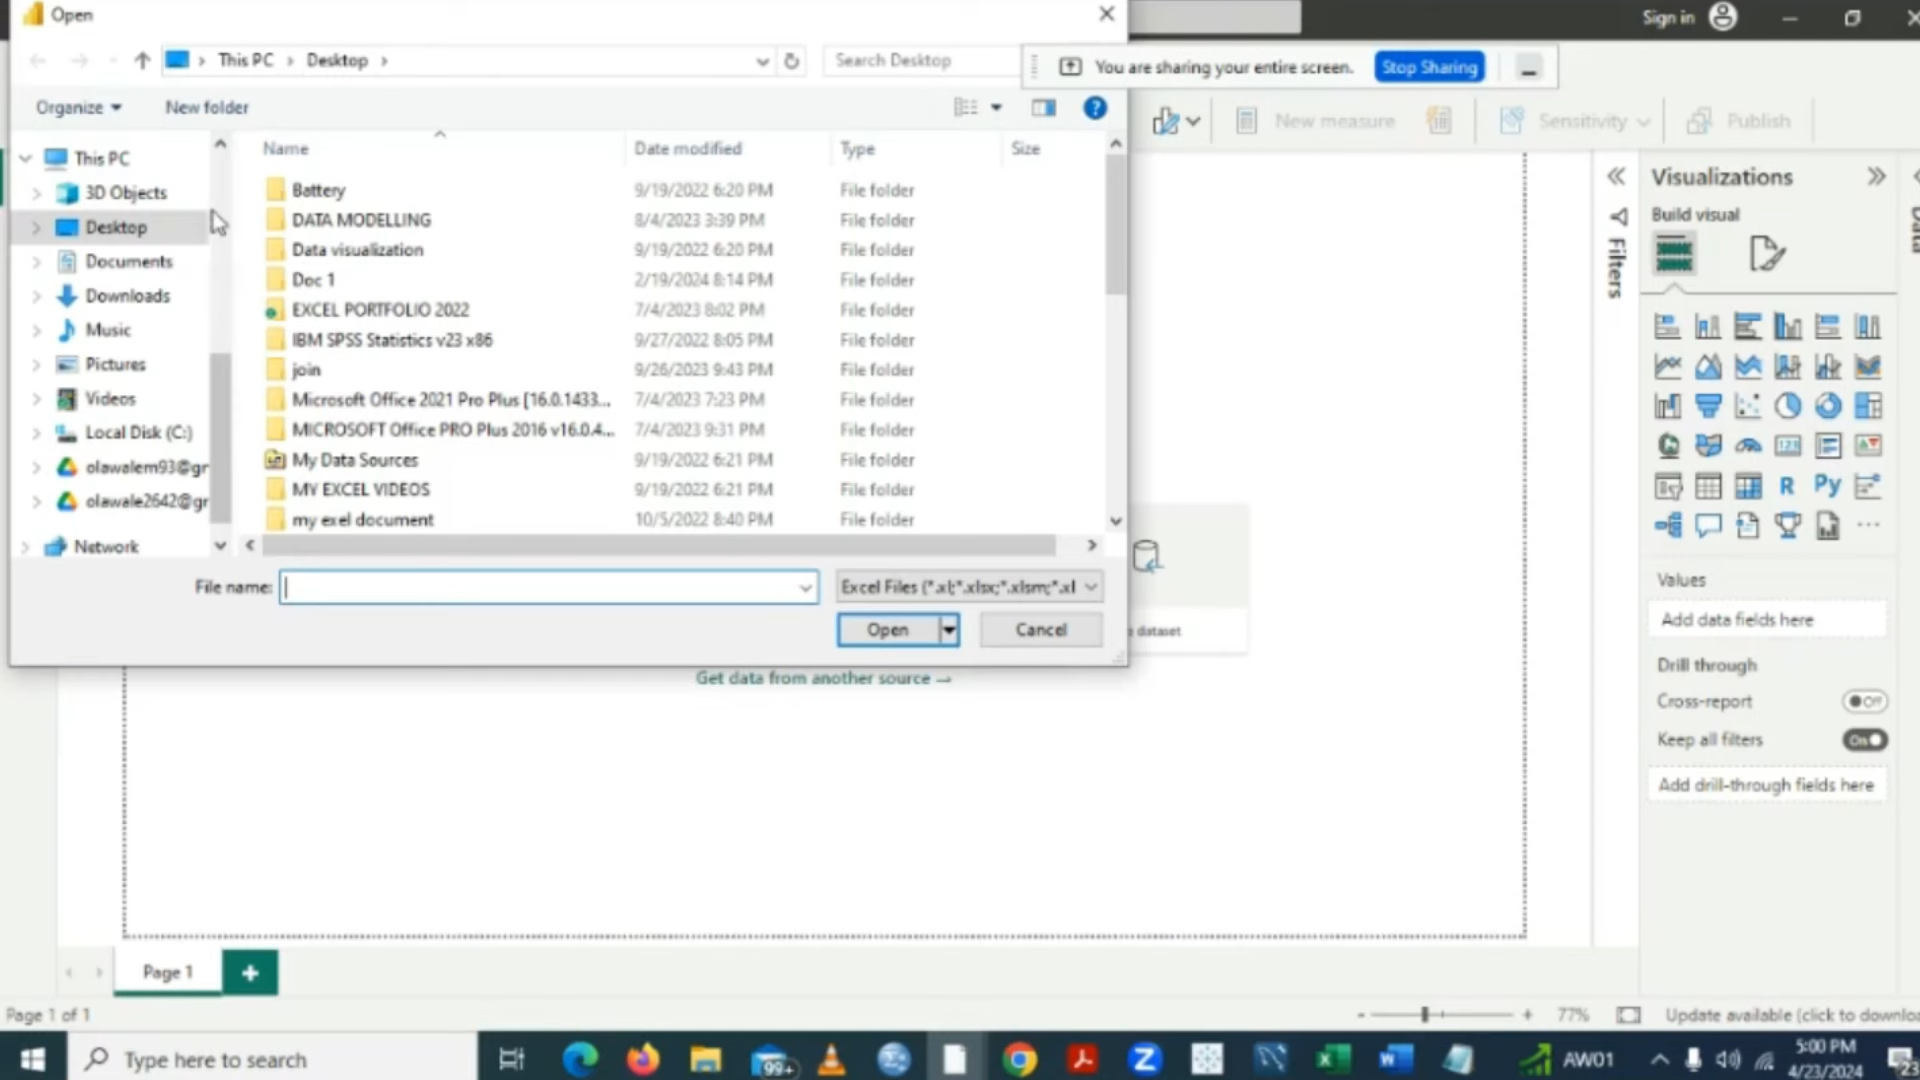 Open
Sign in
This PC
Desktop
Search Desktop
You are sharing your entire screen.
Stop Sharing
Organize
New folder
New measure
Sensitivity
Publish
Name
Date modified
Type
Size
This PC
3D Objects
Desktop
Documents
Downloads
Music
Pictures
Videos
Local Disk (C:)
olawalem93@gr
olawale2642@gr
Network
Battery 9/19/2022 6:20 PM File folder
DATA MODELLING 8/4/2023 3:39 PM File folder
Data visualization 9/19/2022 6:20 PM File folder
Doc 1 2/19/2024 8:14 PM File folder
EXCEL PORTFOLIO 2022 7/4/2023 8:02 PM File folder
IBM SPSS Statistics v23 x86 9/27/2022 8:05 PM File folder
join 9/26/2023 9:43 PM File folder
Microsoft Office 2021 Pro Plus [16.0.1433... 7/4/2023 7:23 PM File folder
MICROSOFT Office PRO Plus 2016 v16.0.4... 7/4/2023 9:31 PM File folder
My Data Sources 9/19/2022 6:21 PM File folder
MY EXCEL VIDEOS 9/19/2022 6:21 PM File folder
my exel document 10/5/2022 8:40 PM File folder
File name:
Excel Files (*.xl;*.xlsx;*.xlsm;*.xl
Open
Cancel
dataset
Get data from another source →
Filters
Visualizations
Data
Build visual
123
R
Py
Values
Add data fields here
Drill through
Cross-report
Off
Keep all filters
On
Add drill-through fields here
Page 1
Page 1 of 1
- + 77%
Update available (click to downloa
Type here to search
99+
AW01
5:00 PM
4/23/2024
23